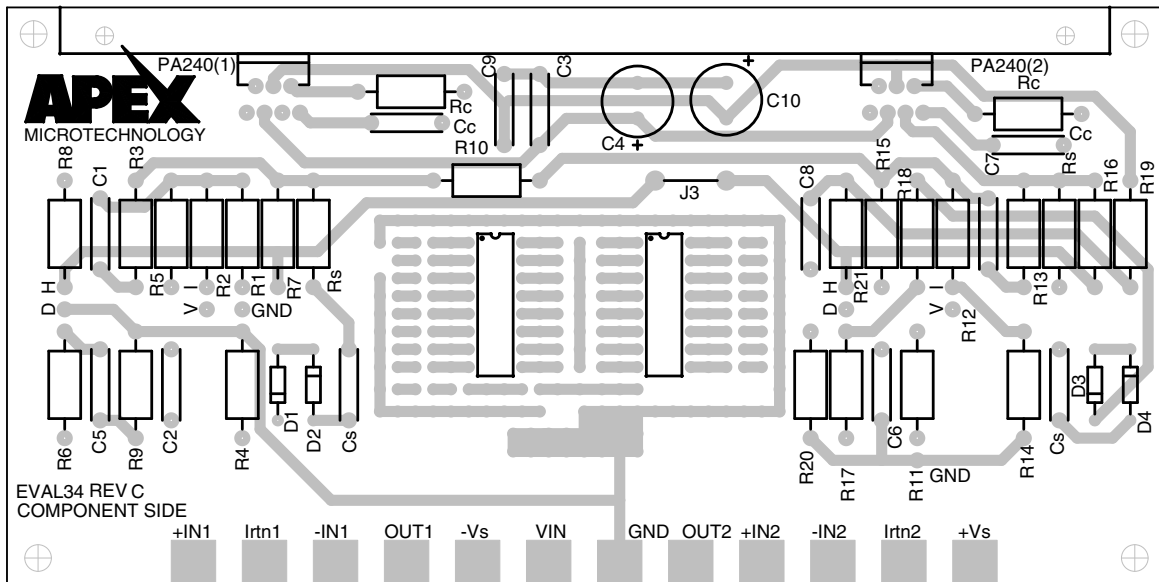 APEX
MICROTECHNOLOGY
PA240(1)
C9
C3
PA240(2)
Rc
Rc
C10
Cc
R10
C4
+
+
Cc
C7
Rs
R8
C1
R3
R15
R16
R19
J3
C8
R18
H
R5
I
R2
R1
R7
Rs
H
R21
I
R13
D
V
GND
D
V
R12
D1
D2
D3
D4
R6
C5
R9
C2
R4
Cs
R20
R17
C6
R11
GND
R14
Cs
EVAL34 REV C
COMPONENT SIDE
+IN1 Irtn1 -IN1 OUT1 -Vs VIN GND OUT2 +IN2 -IN2 Irtn2 +Vs